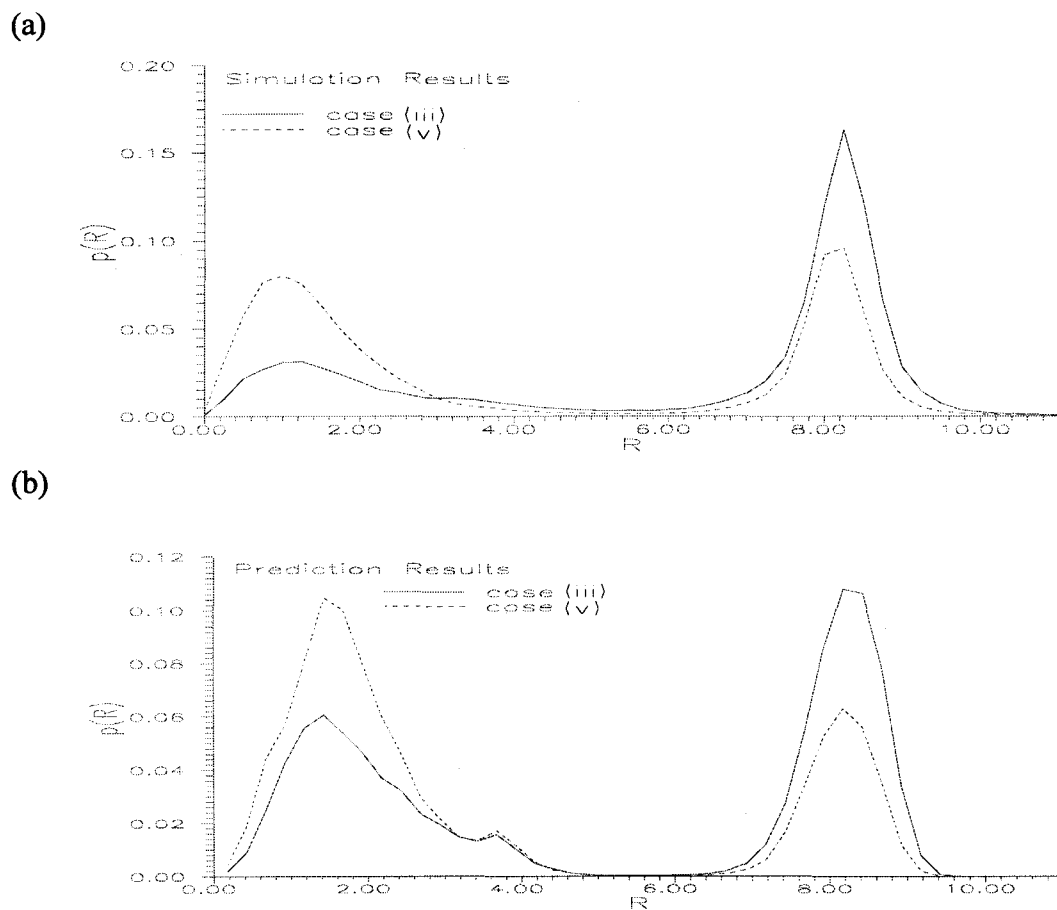 (a)
0.20
Simulation Results
case (iii)
case (v)
0.15
p(R)
0.10
0.05
0.00
0.00 2.00 4.00 6.00 8.00 10.00
R
(b)
0.12
Prediction Results
case (iii)
case (v)
0.10
0.08
p(R)
0.06
0.04
0.02
0.00
0.00 2.00 4.00 6.00 8.00 10.00
R